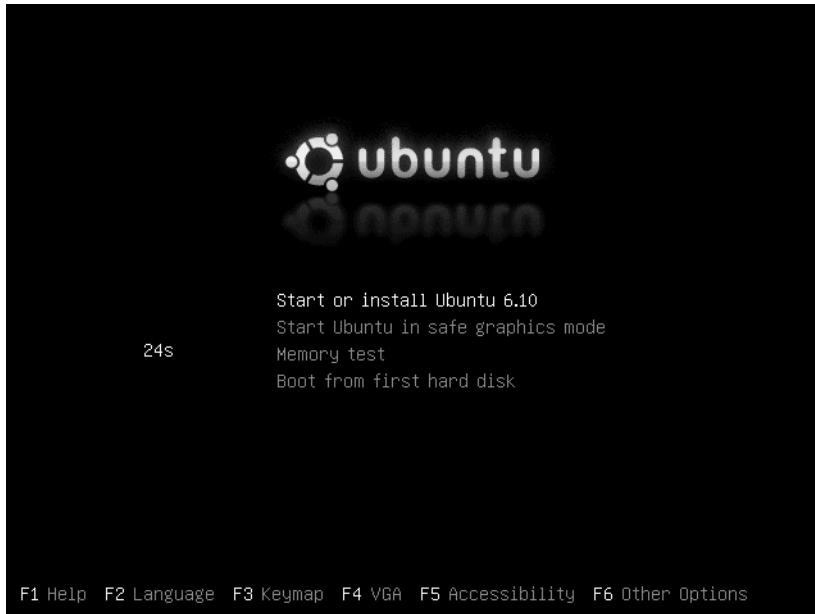 ubuntu
Start or install Ubuntu 6.10
Start Ubuntu in safe graphics mode
24s
Memory test
Boot from first hard disk
F1 Help F2 Language F3 Keymap F4 VGA F5 Accessibility F6 Other Options